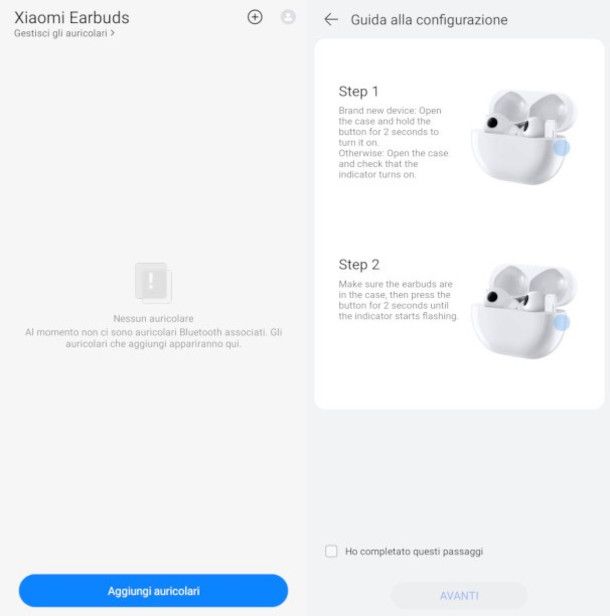 Xiaomi Earbuds
Gestisci gli auricolari >
Nessun auricolare
Al momento non ci sono auricolari Bluetooth associati. Gli
auricolari che aggiungi appariranno qui.
Aggiungi auricolari
Guida alla configurazione
Step 1
Brand new device: Open
the case and hold the
button for 2 seconds to
turn it on.
Otherwise: Open the case
and check that the
indicator turns on.
Step 2
Make sure the earbuds are
in the case, then press the
button for 2 seconds until
the indicator starts flashing.
Ho completato questi passaggi
AVANTI